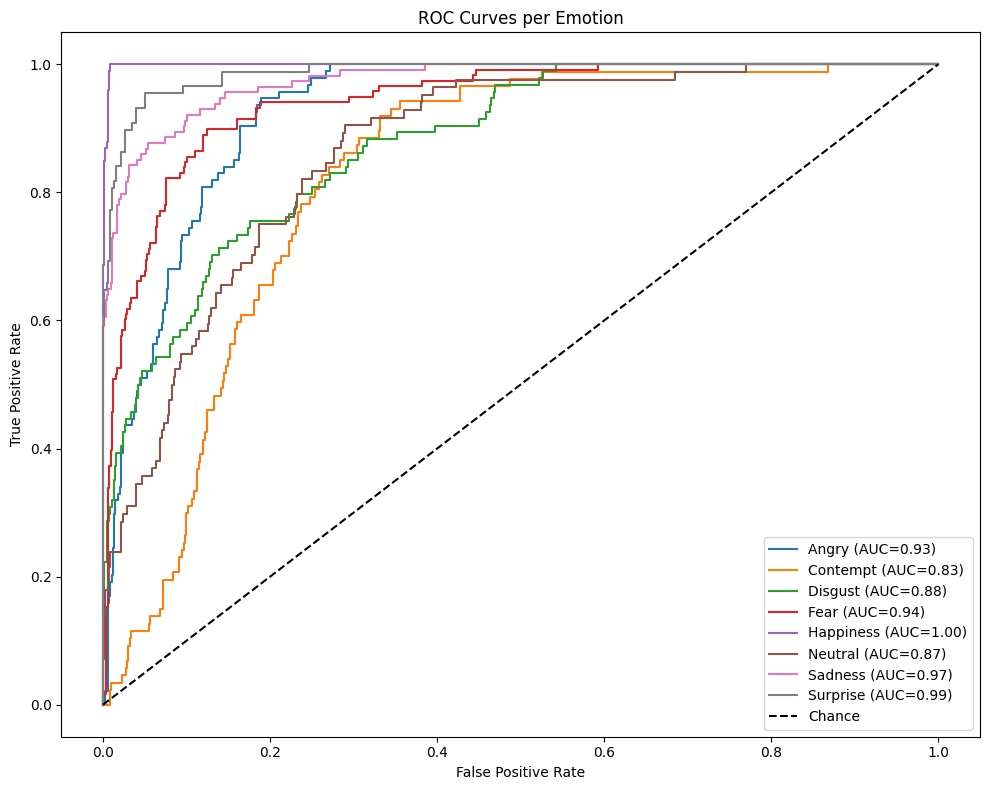 ROC Curves per Emotion
True Positive Rate
1.0
0.8
0.6
0.4
0.2
0.0
0.0 0.2 0.4 0.6 0.8 1.0
False Positive Rate
Angry (AUC=0.93)
Contempt (AUC=0.83)
Disgust (AUC=0.88)
Fear (AUC=0.94)
Happiness (AUC=1.00)
Neutral (AUC=0.87)
Sadness (AUC=0.97)
Surprise (AUC=0.99)
Chance